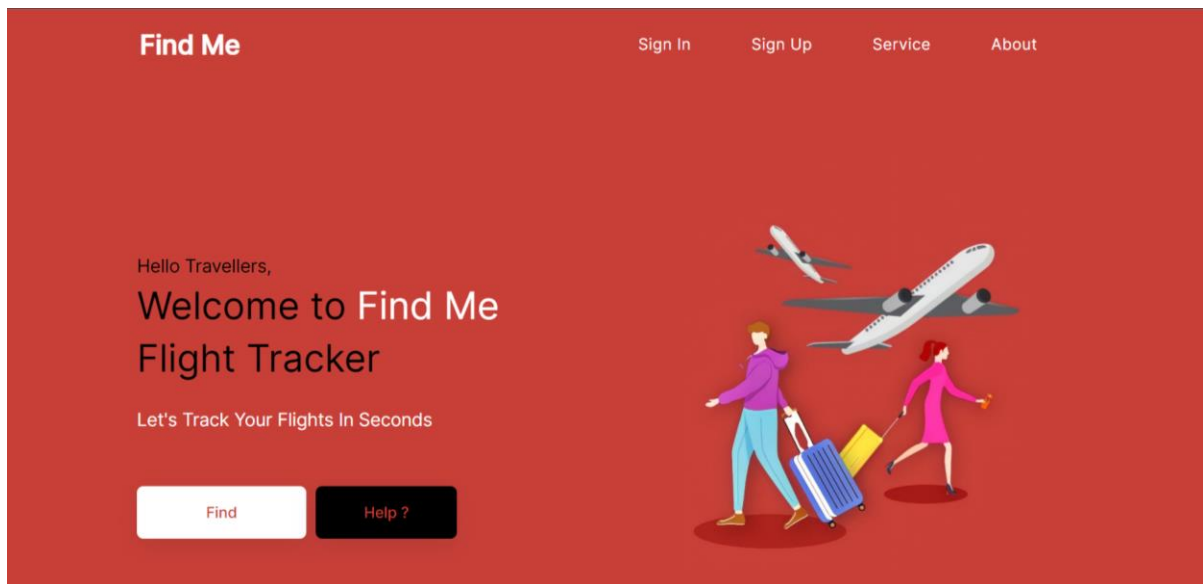 Find Me
Sign In
Sign Up
Service
About
Hello Travellers,
Welcome to Find Me
Flight Tracker
Let's Track Your Flights In Seconds
Find
Help ?